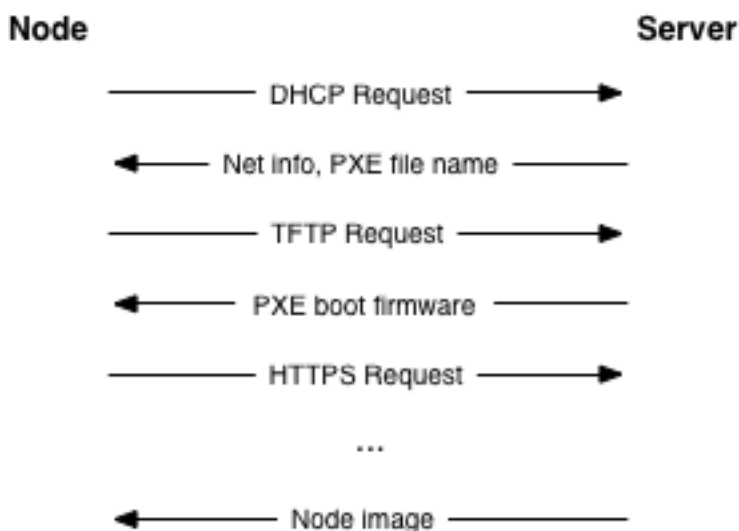 Node Server
DHCP Request
Net info, PXE file name
TFTP Request
PXE boot firmware
HTTPS Request
...
Node image